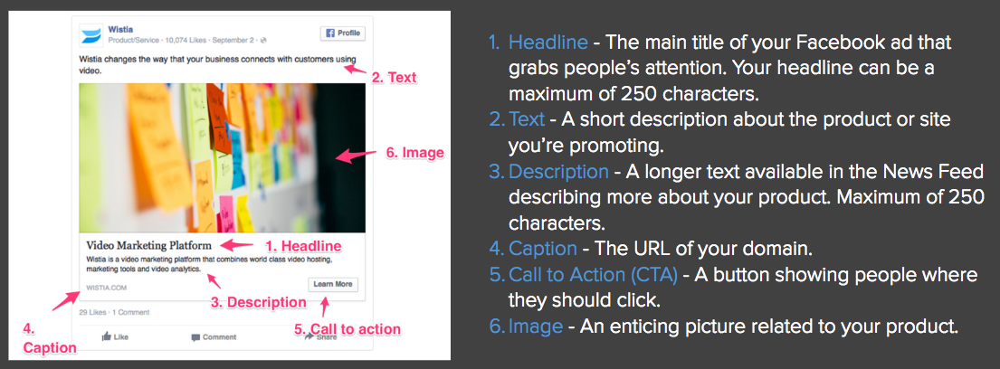 Wistia
Product/Service · 10,074 Likes · September 2 ·
Profile
Wistia changes the way that your business connects with customers using
video.
2. Text
6. Image
Video Marketing Platform
1. Headline
Wistia is a video marketing platform that combines world class video hosting,
marketing tools and video analytics.
WISTIA.COM
Learn More
3. Description
29 Likes · 1 Comment
4.
Caption
5. Call to action
Like
Comment
Share
1. Headline - The main title of your Facebook ad that
grabs people’s attention. Your headline can be a
maximum of 250 characters.
2. Text - A short description about the product or site
you’re promoting.
3. Description - A longer text available in the News Feed
describing more about your product. Maximum of 250
characters.
4. Caption - The URL of your domain.
5. Call to Action (CTA) - A button showing people where
they should click.
6. Image - An enticing picture related to your product.